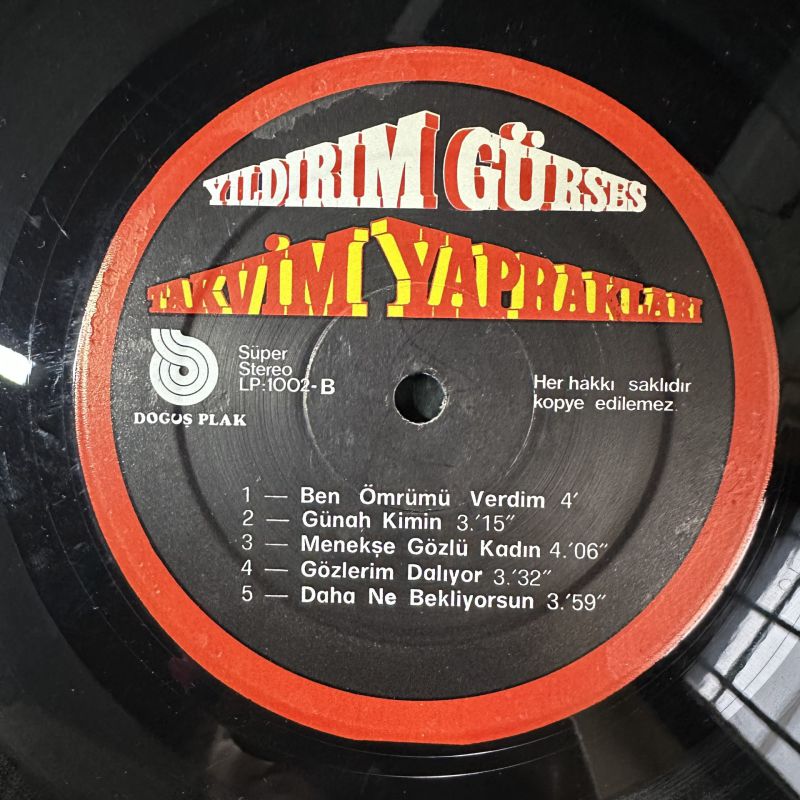 YILDIRIM GÜRSES
TAKVİM YAPRAKLARI
Süper
Stereo
LP:1002-B
DOĞUŞ PLAK
Her hakkı saklıdır
kopye edilemez.
1 — Ben Ömrümü Verdim 4′
2 — Günah Kimin 3.′15″
3 — Menekşe Gözlü Kadın 4.′06″
4 — Gözlerim Dalıyor 3.′32″
5 — Daha Ne Bekliyorsun 3.′59″